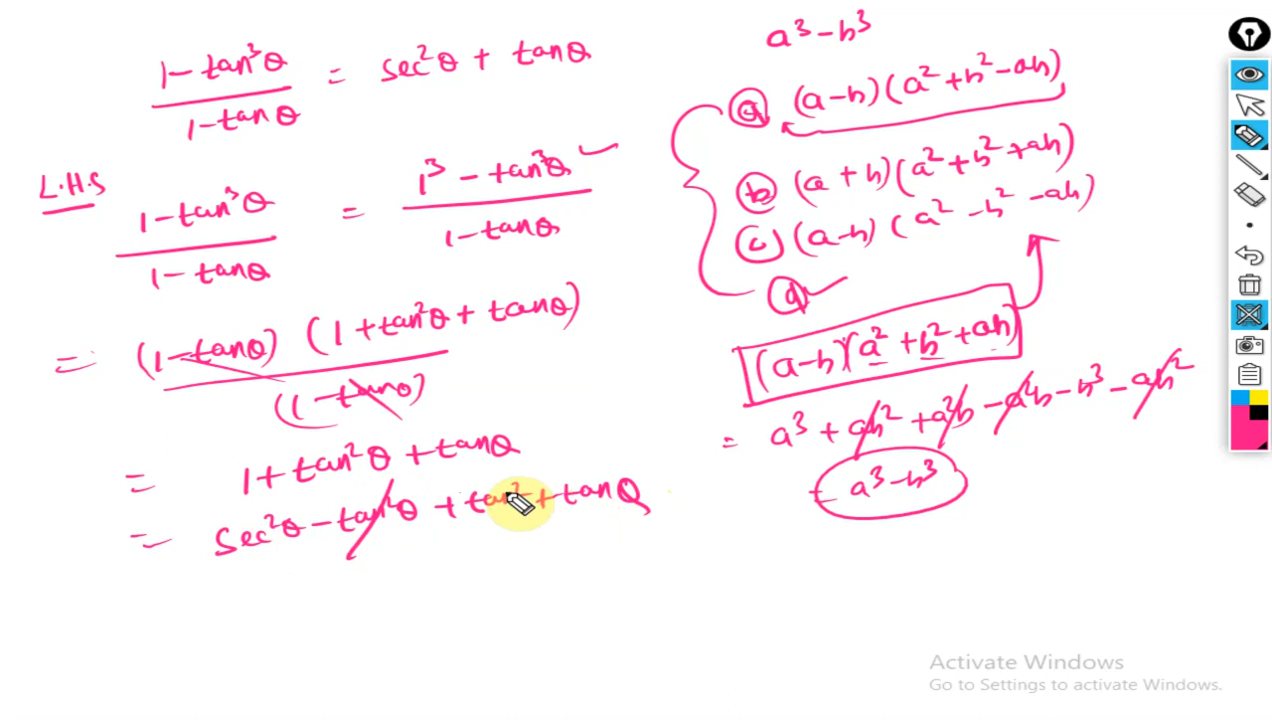 1 - tan³θ / 1 - tanθ = sec²θ + tanθ
L.H.S
1 - tan³θ / 1 - tanθ = 1³ - tan³θ / 1 - tanθ
= (1 - tanθ) (1 + tan²θ + tanθ) / (1 - tanθ)
= 1 + tan²θ + tanθ
= sec²θ - tan²θ + tan² + tanθ
a³ - b³
a (a-b)(a² + b² - ab)
b (a + b)(a² + b² + ab)
c (a-b) (a² - b² - ab)
d
(a-b)(a² + b² + ab)
= a³ + ab² + a²b - a²b - b³ - ab²
= a³ - b³
Activate Windows
Go to Settings to activate Windows.